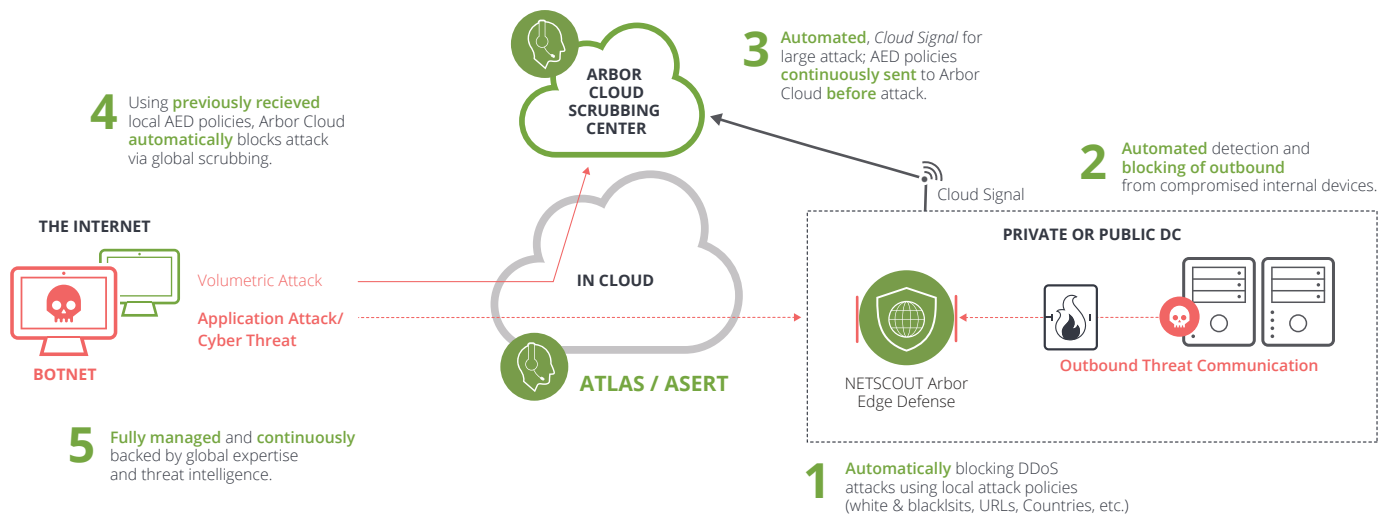 ARBOR
CLOUD
SCRUBBING
CENTER
3
Automated, Cloud Signal for
large attack; AED policies
continuously sent to Arbor
Cloud before attack.
4
Using previously recieved
local AED policies, Arbor Cloud
automatically blocks attack
via global scrubbing.
2
Automated detection and
blocking of outbound
from compromised internal devices.
Cloud Signal
THE INTERNET
PRIVATE OR PUBLIC DC
Volumetric Attack
IN CLOUD
Application Attack/
Cyber Threat
BOTNET
ATLAS / ASERT
NETSCOUT Arbor
Edge Defense
Outbound Threat Communication
5
Fully managed and continuously
backed by global expertise
and threat intelligence.
1
Automatically blocking DDoS
attacks using local attack policies
(white & blacklsits, URLs, Countries, etc.)